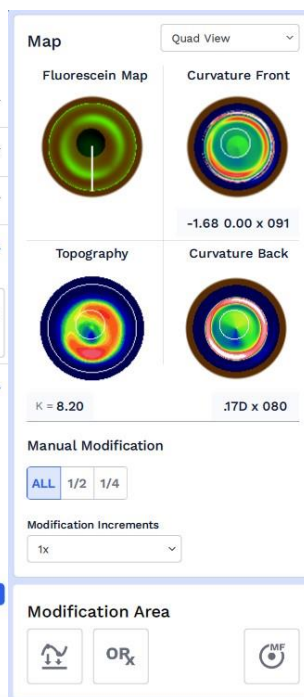 Map
Quad View
Fluorescein Map
Curvature Front
-1.68 0.00 x 091
Topography
Curvature Back
K = 8.20
.17D x 080
Manual Modification
ALL 1/2 1/4
Modification Increments
1x
Modification Area
ORx
MF